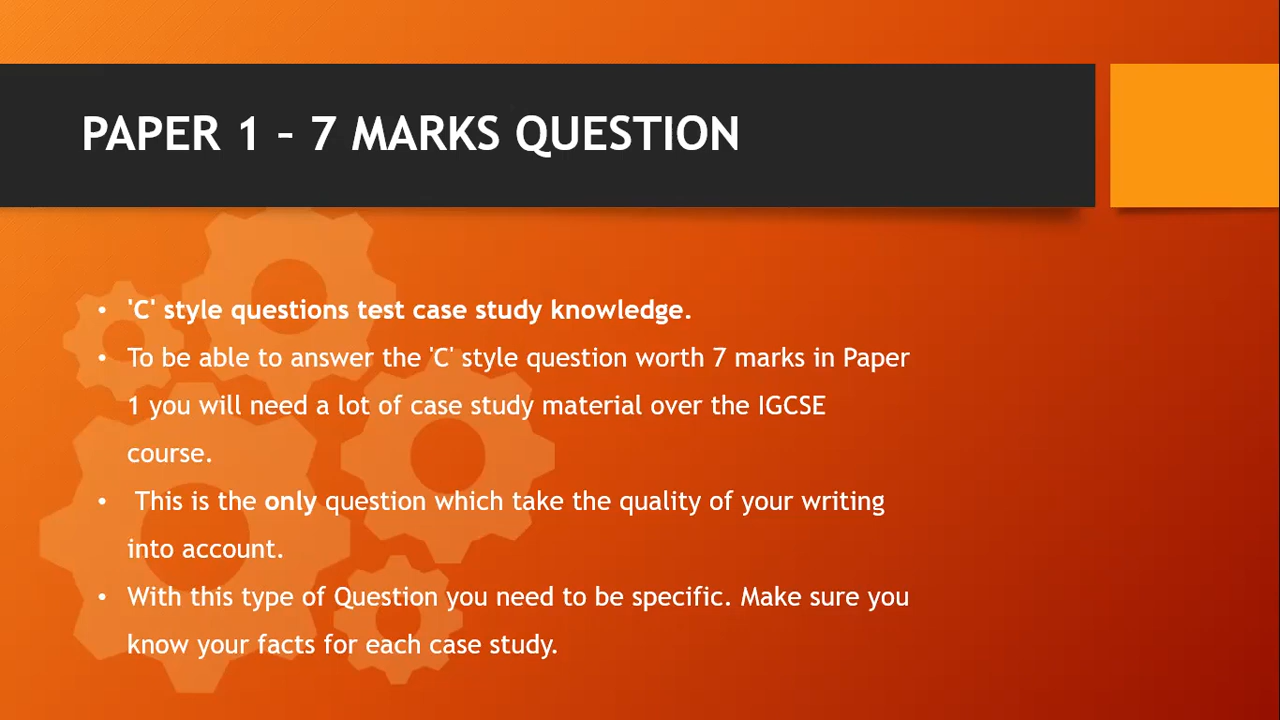 PAPER 1 – 7 MARKS QUESTION
• 'C' style questions test case study knowledge.
• To be able to answer the 'C' style question worth 7 marks in Paper
1 you will need a lot of case study material over the IGCSE
course.
• This is the only question which take the quality of your writing
into account.
• With this type of Question you need to be specific. Make sure you
know your facts for each case study.